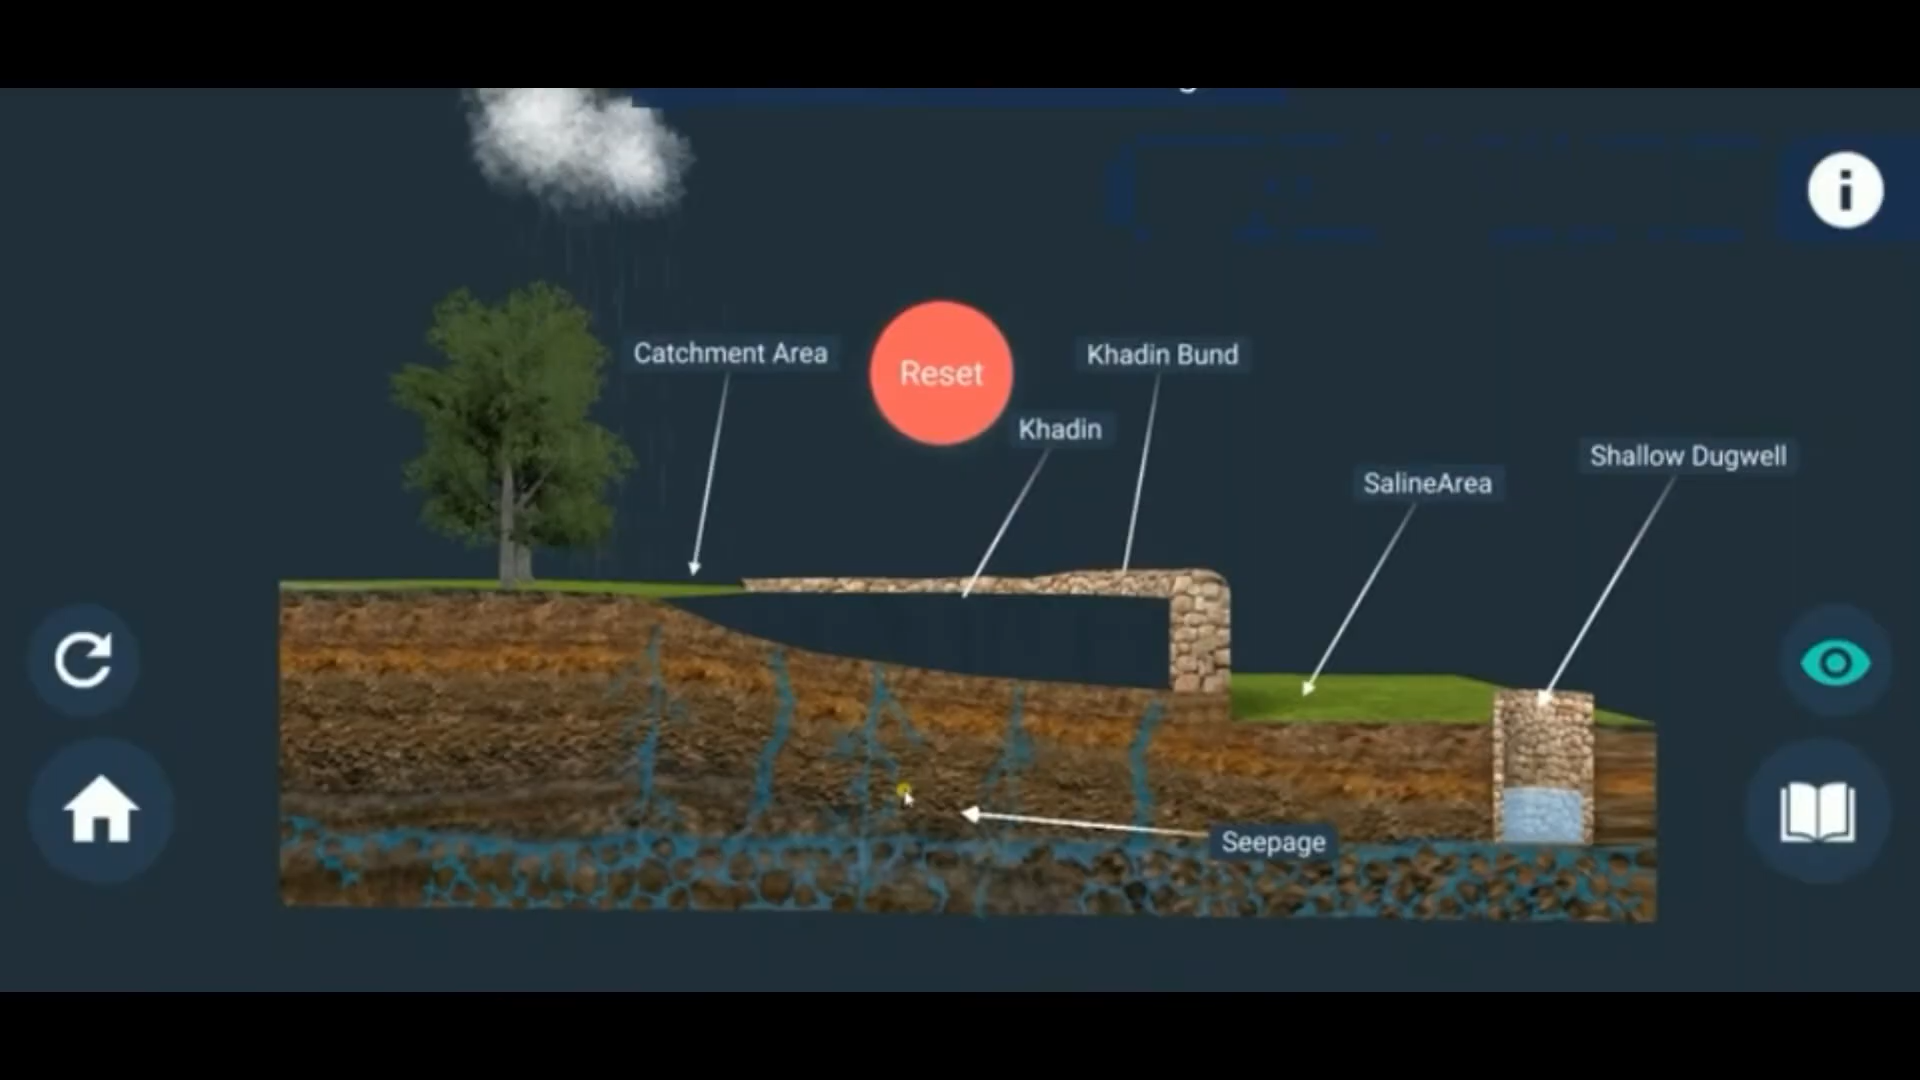 Catchment Area
Reset
Khadin Bund
Khadin
SalineArea
Shallow Dugwell
Seepage